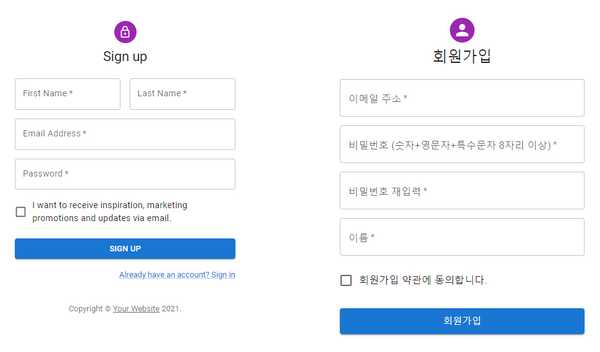 Sign up
First Name *
Last Name *
Email Address *
Password *
I want to receive inspiration, marketing
promotions and updates via email.
SIGN UP
Already have an account? Sign in
Copyright © Your Website 2021.
회원가입
이메일 주소 *
비밀번호 (숫자+영문자+특수문자 8자리 이상) *
비밀번호 재입력 *
이름 *
회원가입 약관에 동의합니다.
회원가입